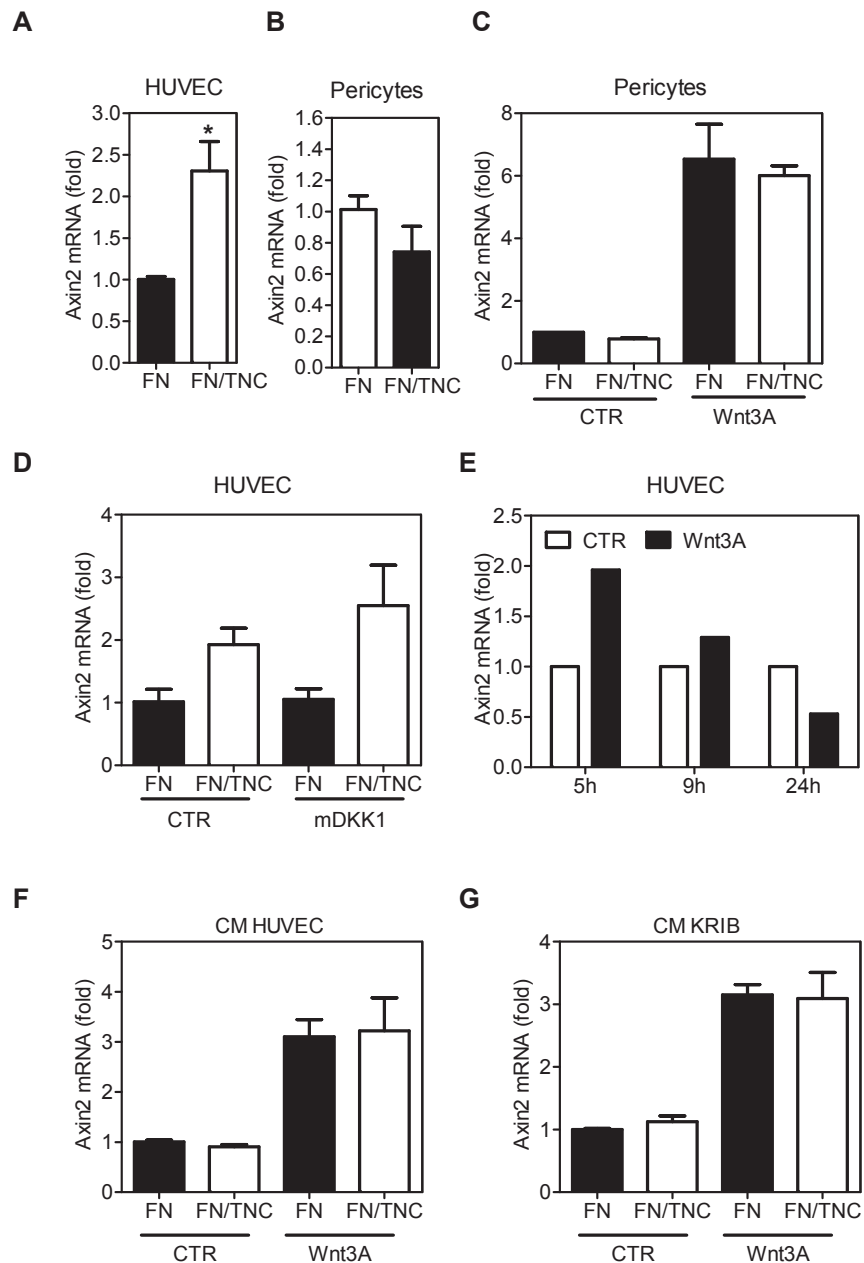 A
HUVEC
Axin2 mRNA (fold)
3.0
2.5
2.0
1.5
1.0
0.5
0.0
*
FN FN/TNC
B
Pericytes
Axin2 mRNA (fold)
1.6
1.4
1.2
1.0
0.8
0.6
0.4
0.2
0.0
FN FN/TNC
C
Pericytes
Axin2 mRNA (fold)
8
6
4
2
0
FN FN/TNC FN FN/TNC
CTR Wnt3A
D
HUVEC
Axin2 mRNA (fold)
4
3
2
1
0
FN FN/TNC FN FN/TNC
CTR mDKK1
E
HUVEC
Axin2 mRNA (fold)
2.5
2.0
1.5
1.0
0.5
0.0
CTR Wnt3A
5h 9h 24h
F
CM HUVEC
Axin2 mRNA (fold)
5
4
3
2
1
0
FN FN/TNC FN FN/TNC
CTR Wnt3A
G
CM KRIB
Axin2 mRNA (fold)
4
3
2
1
0
FN FN/TNC FN FN/TNC
CTR Wnt3A